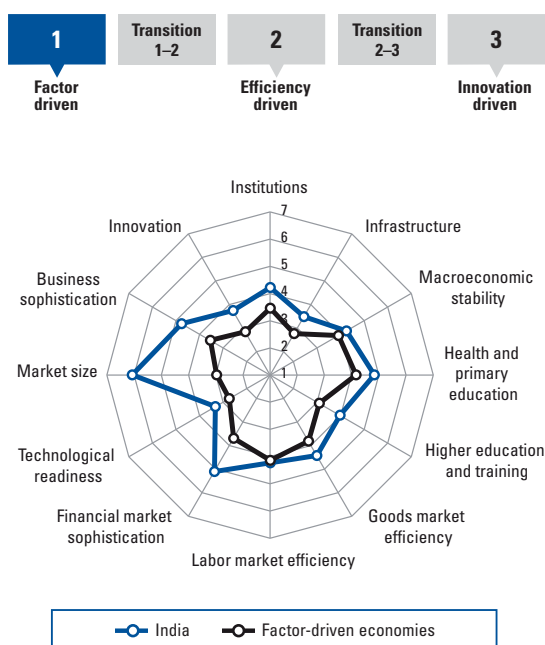 1
Transition
1–2
2
Transition
2–3
3
Factor
driven
Efficiency
driven
Innovation
driven
Institutions
7
Innovation
Infrastructure
6
5
Business
sophistication
Macroeconomic
stability
4
3
2
Market size
1
Health and
primary
education
Technological
readiness
Higher education
and training
Financial market
sophistication
Goods market
efficiency
Labor market efficiency
India
Factor-driven economies